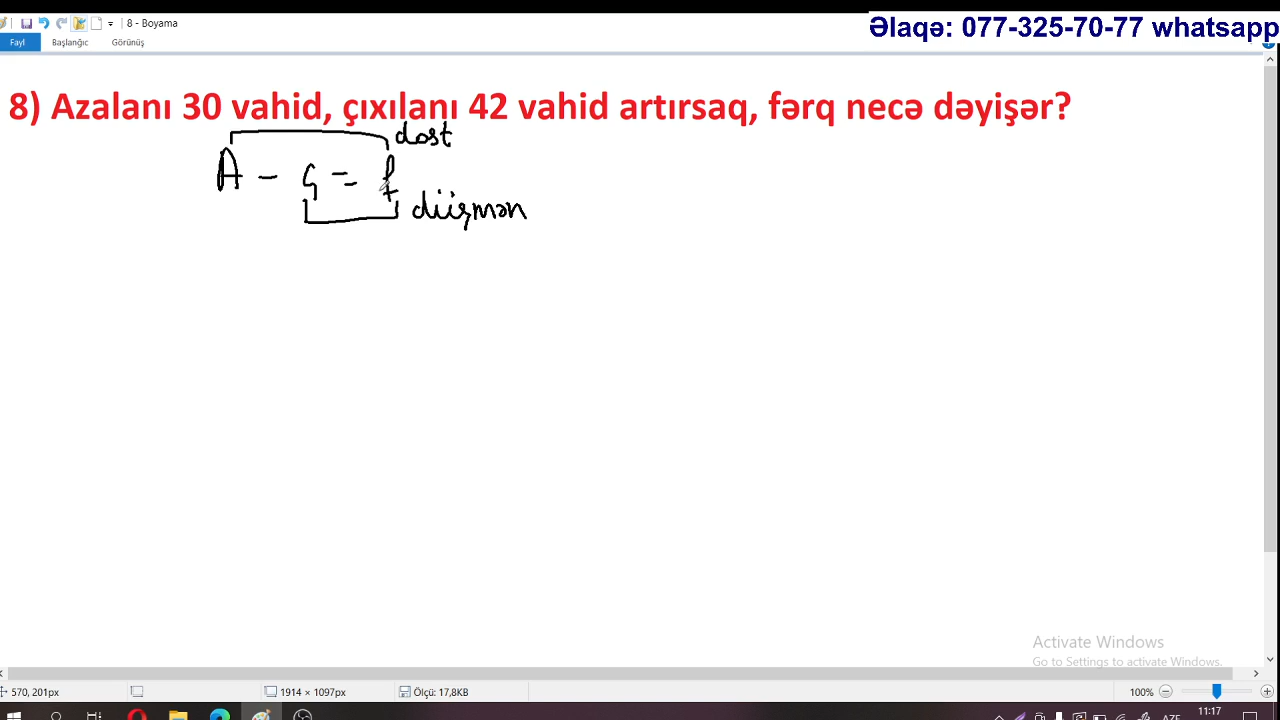 8 - Boyama
Əlaqə: 077-325-70-77 whatsapp
Fayl Başlanğıc Görünüş
8) Azalanı 30 vahid, çıxılanı 42 vahid artırsaq, fərq necə dəyişər?
dost
A - ç = f
düşmən
Activate Windows
Go to Settings to activate Windows.
570, 201px 1914 × 1097px Ölçü: 17,8KB 100%
AZE 11:17